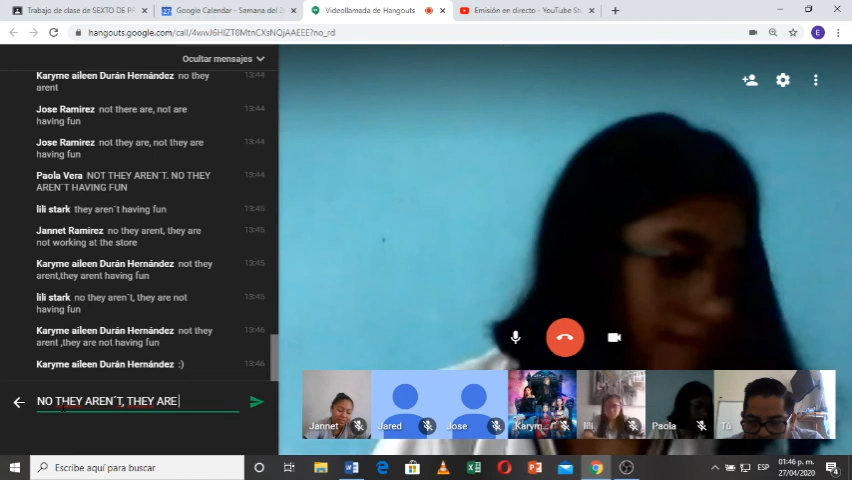 Trabajo de clase de SEXTO DE PR
Google Calendar - Semana del 2
Videollamada de Hangouts
Emisión en directo - YouTube St
hangouts.google.com/call/4wwJ6HIZT8MtnCXsNQjAAEEE?no_rd
E
Ocultar mensajes
Karyme aileen Durán Hernández no they 13:44
arent
Jose Ramirez not there are, not are 13:44
having fun
Jose Ramirez not they are, not they are 13:44
having fun
Paola Vera NOT THEY AREN´T. NO THEY 13:44
AREN´T HAVING FUN
lili stark they aren´t having fun 13:45
Jannet Ramirez no they arent, they are 13:45
not working at the store
Karyme aileen Durán Hernández not they 13:45
arent,they arent having fun
lili stark no they aren´t, they are not 13:45
having fun
Karyme aileen Durán Hernández not they 13:46
arent ,they are not having fun
Karyme aileen Durán Hernández :) 13:46
NO THEY AREN´T, THEY ARE
Jannet
Jared
Jose
Karym...
lili
Paola
Tú
Escribe aquí para buscar
ESP
01:46 p. m.
27/04/2020
4